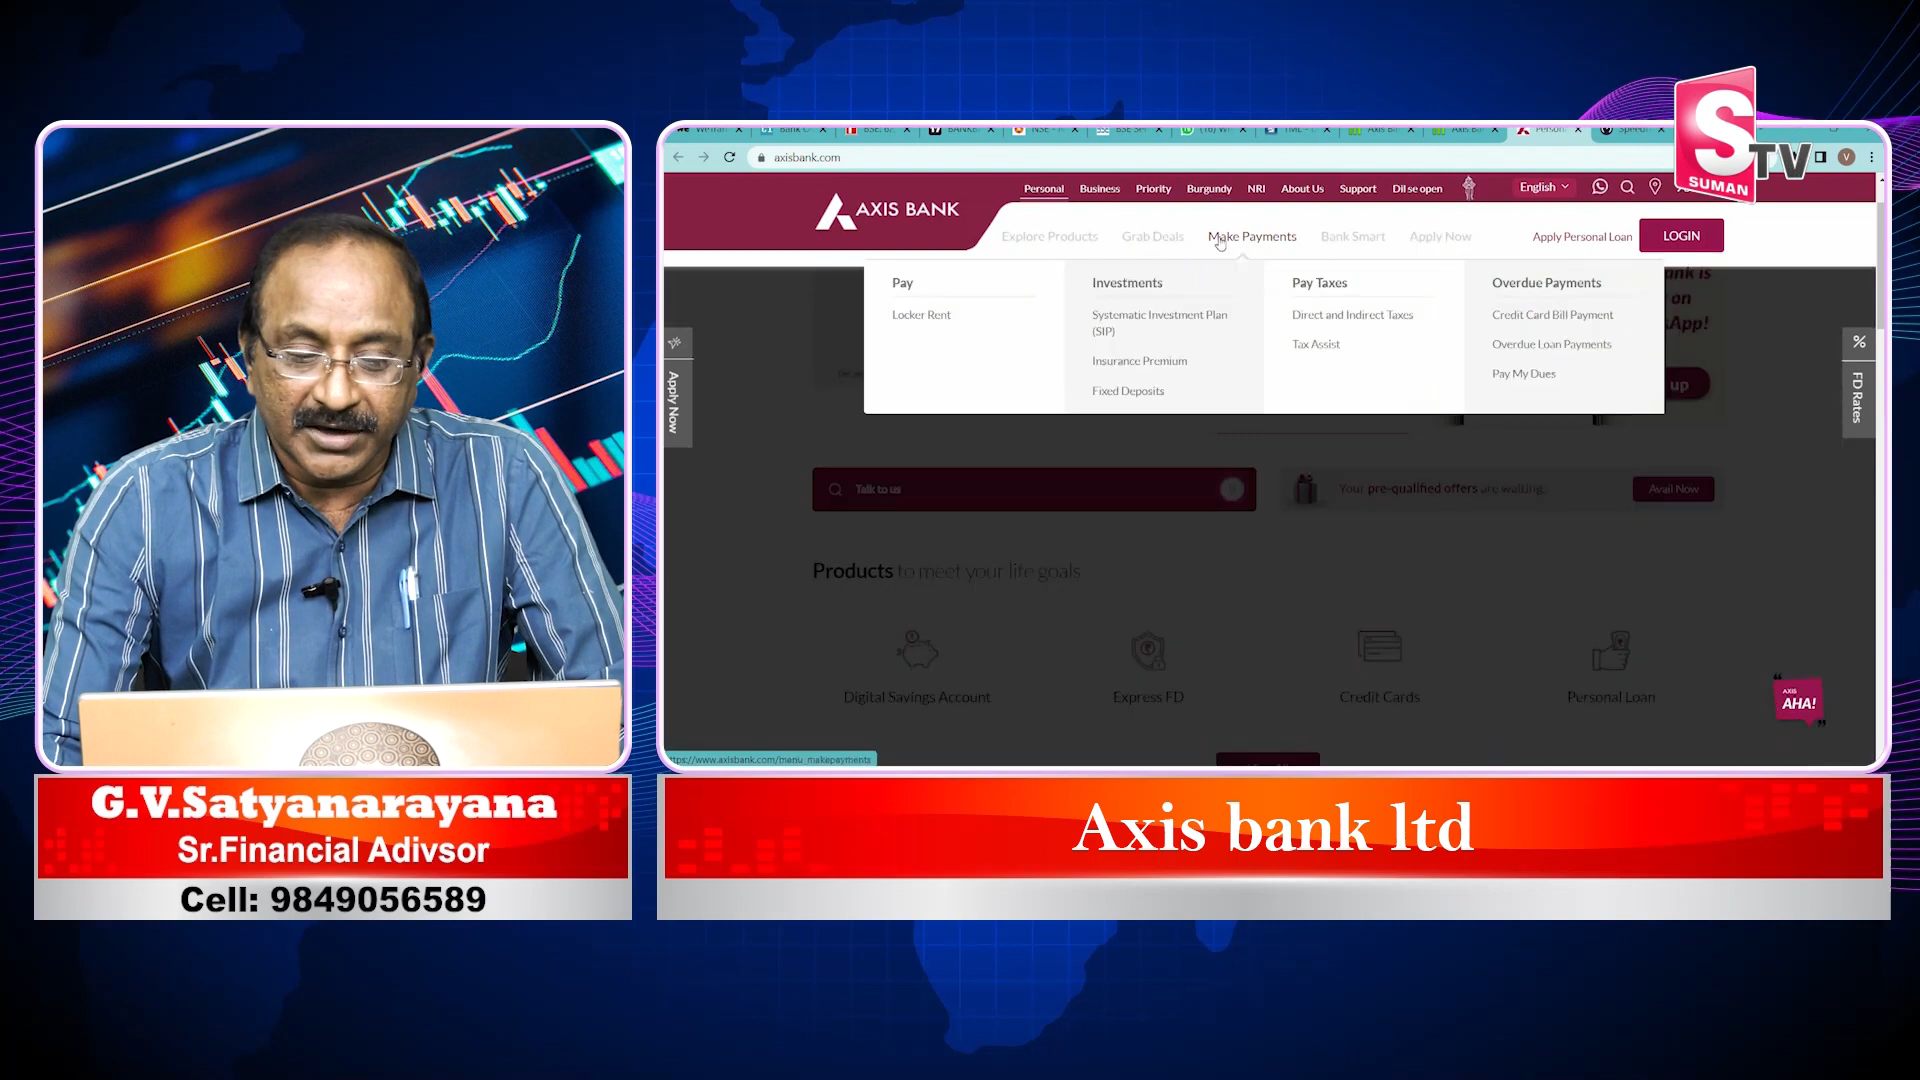 S
TV
SUMAN
axisbank.com
Personal Business Priority Burgundy NRI About Us Support Dil se open English
AXIS BANK
Explore Products Grab Deals Make Payments Bank Smart Apply Now Apply Personal Loan LOGIN
Pay
Locker Rent
Investments
Systematic Investment Plan
(SIP)
Insurance Premium
Fixed Deposits
Pay Taxes
Direct and Indirect Taxes
Tax Assist
Overdue Payments
Credit Card Bill Payment
Overdue Loan Payments
Pay My Dues
on
App!
up
Apply Now
%
FD Rates
Talk to us
Your pre-qualified offers are waiting.
Avail Now
Products to meet your life goals
Digital Savings Account
Express FD
Credit Cards
Personal Loan
AXIS
AHA!
G.V.Satyanarayana
Sr.Financial Adivsor
Cell: 9849056589
Axis bank ltd